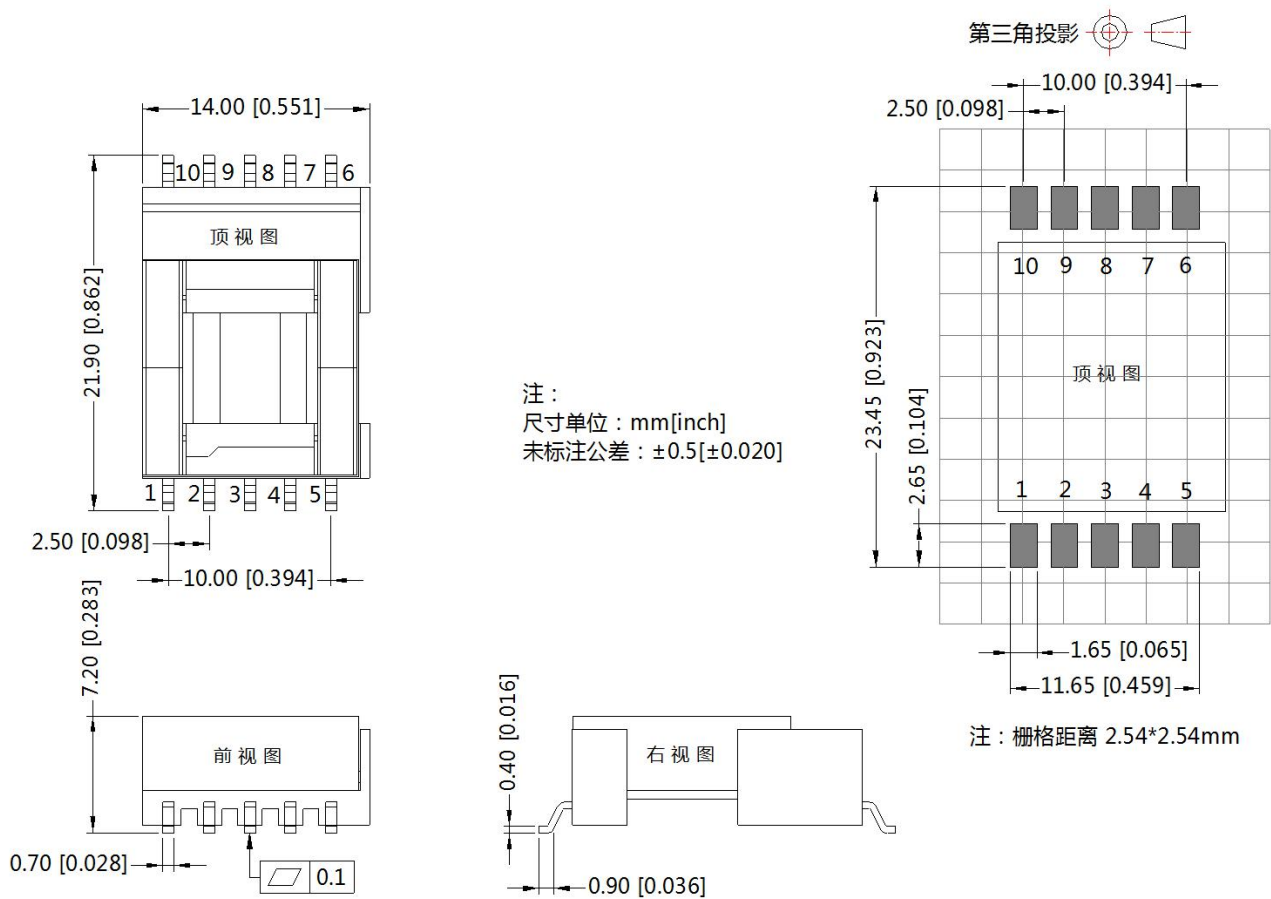 第三角投影
14.00 [0.551]
10 9 8 7 6
顶视图
21.90 [0.862]
1 2 3 4 5
2.50 [0.098]
10.00 [0.394]
注：
尺寸单位：mm[inch]
未标注公差：±0.5[±0.020]
10.00 [0.394]
2.50 [0.098]
10 9 8 7 6
顶视图
23.45 [0.923]
2.65 [0.104]
1 2 3 4 5
1.65 [0.065]
11.65 [0.459]
注：栅格距离 2.54*2.54mm
7.20 [0.283]
前视图
0.70 [0.028]
0.1
0.40 [0.016]
右视图
0.90 [0.036]